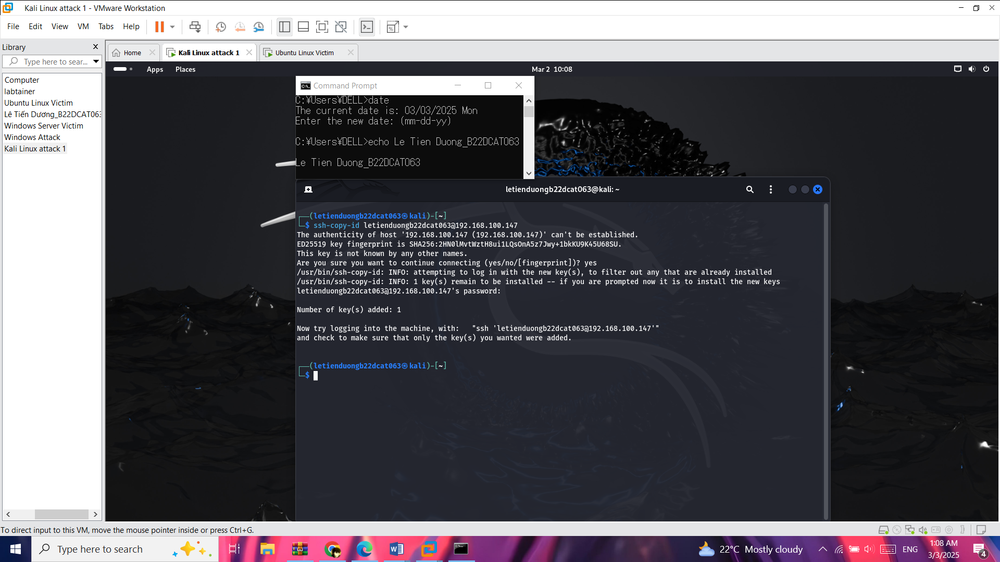 Kali Linux attack 1 - VMware Workstation
File Edit View VM Tabs Help
Library
Type here to sear...
Computer
labtainer
Ubuntu Linux Victim
Lê Tiến Dương_B22DCAT063
Windows Server Victim
Windows Attack
Kali Linux attack 1
Home
Kali Linux attack 1
Ubuntu Linux Victim
Apps Places
Mar 2 10:08
Command Prompt
C:¥Users¥DELL>date
The current date is: 03/03/2025 Mon
Enter the new date: (mm-dd-yy)
C:¥Users¥DELL>echo Le Tien Duong_B22DCAT063
Le Tien Duong_B22DCAT063
letienduongb22dcat063@kali: ~
┌──(letienduongb22dcat063㉿kali)-[~]
└─$ ssh-copy-id letienduongb22dcat063@192.168.100.147
The authenticity of host '192.168.100.147 (192.168.100.147)' can't be established.
ED25519 key fingerprint is SHA256:2HN0lMvtWztH8ui1LQsOnA5z7Jwy+1bkKU9K45U68SU.
This key is not known by any other names.
Are you sure you want to continue connecting (yes/no/[fingerprint])? yes
/usr/bin/ssh-copy-id: INFO: attempting to log in with the new key(s), to filter out any that are already installed
/usr/bin/ssh-copy-id: INFO: 1 key(s) remain to be installed -- if you are prompted now it is to install the new keys
letienduongb22dcat063@192.168.100.147's password:
Number of key(s) added: 1
Now try logging into the machine, with:   "ssh 'letienduongb22dcat063@192.168.100.147'"
and check to make sure that only the key(s) you wanted were added.
┌──(letienduongb22dcat063㉿kali)-[~]
└─$
To direct input to this VM, move the mouse pointer inside or press Ctrl+G.
Type here to search
22°C Mostly cloudy
ENG
1:08 AM
3/3/2025
4